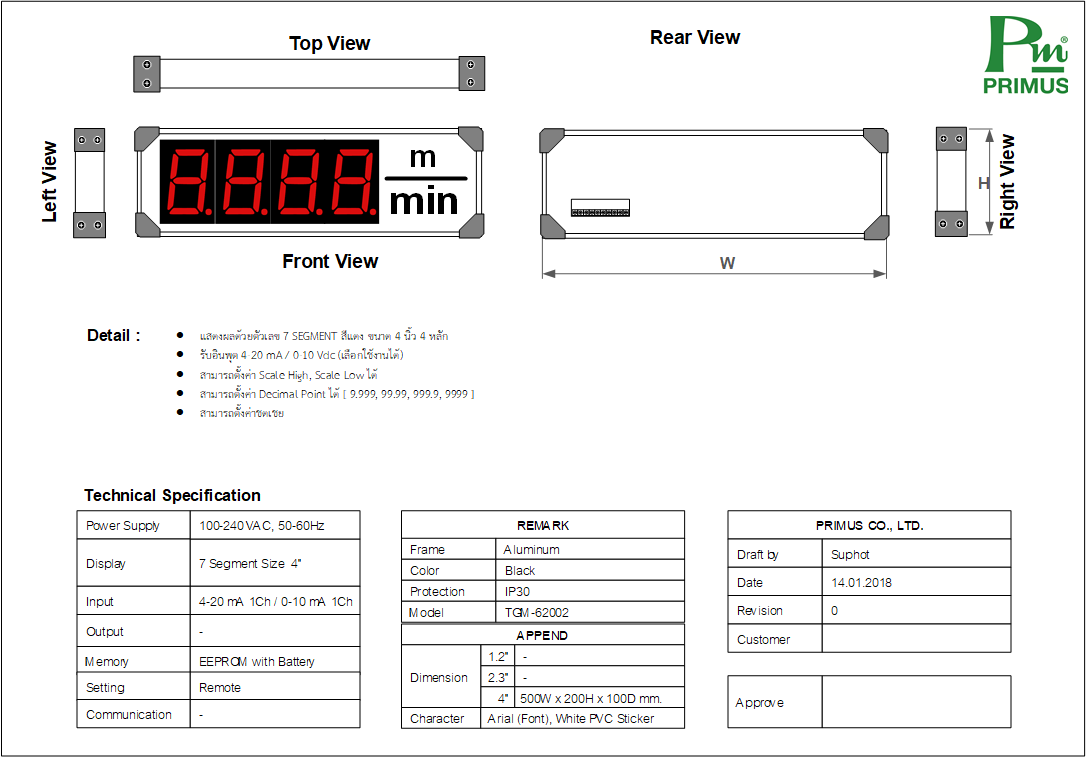 Top View
Rear View
Pm®
PRIMUS
Left View
m
min
8.8.8.8.
Front View
W
H
Right View
Detail :
● แสดงผลด้วยตัวเลข 7 SEGMENT สีแดง ขนาด 4 นิ้ว 4 หลัก
● รับอินพุต 4-20 mA / 0-10 Vdc (เลือกใช้งานได้)
● สามารถตั้งค่า Scale High, Scale Low ได้
● สามารถตั้งค่า Decimal Point ได้ [ 9.999, 99.99, 999.9, 9999 ]
● สามารถตั้งค่าชดเชย
Technical Specification
Power Supply 100-240 VAC, 50-60Hz
Display 7 Segment Size 4"
Input 4-20 mA 1Ch / 0-10 mA 1Ch
Output -
Memory EEPROM with Battery
Setting Remote
Communication -
REMARK
Frame Aluminum
Color Black
Protection IP30
Model TGM-62002
APPEND
Dimension 1.2" -
2.3" -
4" 500W x 200H x 100D mm.
Character Arial (Font), White PVC Sticker
PRIMUS CO., LTD.
Draft by Suphot
Date 14.01.2018
Revision 0
Customer
Approve